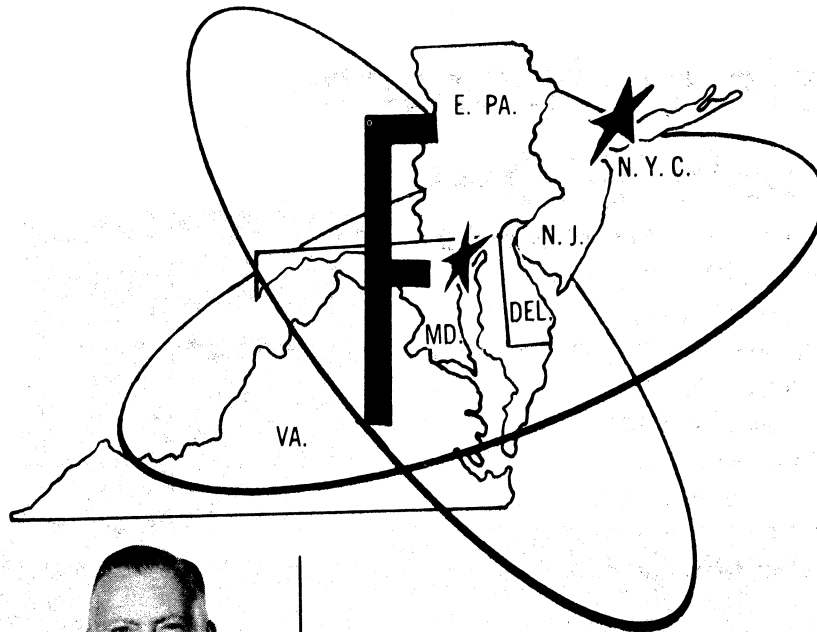 E. PA.
N. Y. C.
F
N. J.
DEL.
MD.
VA.